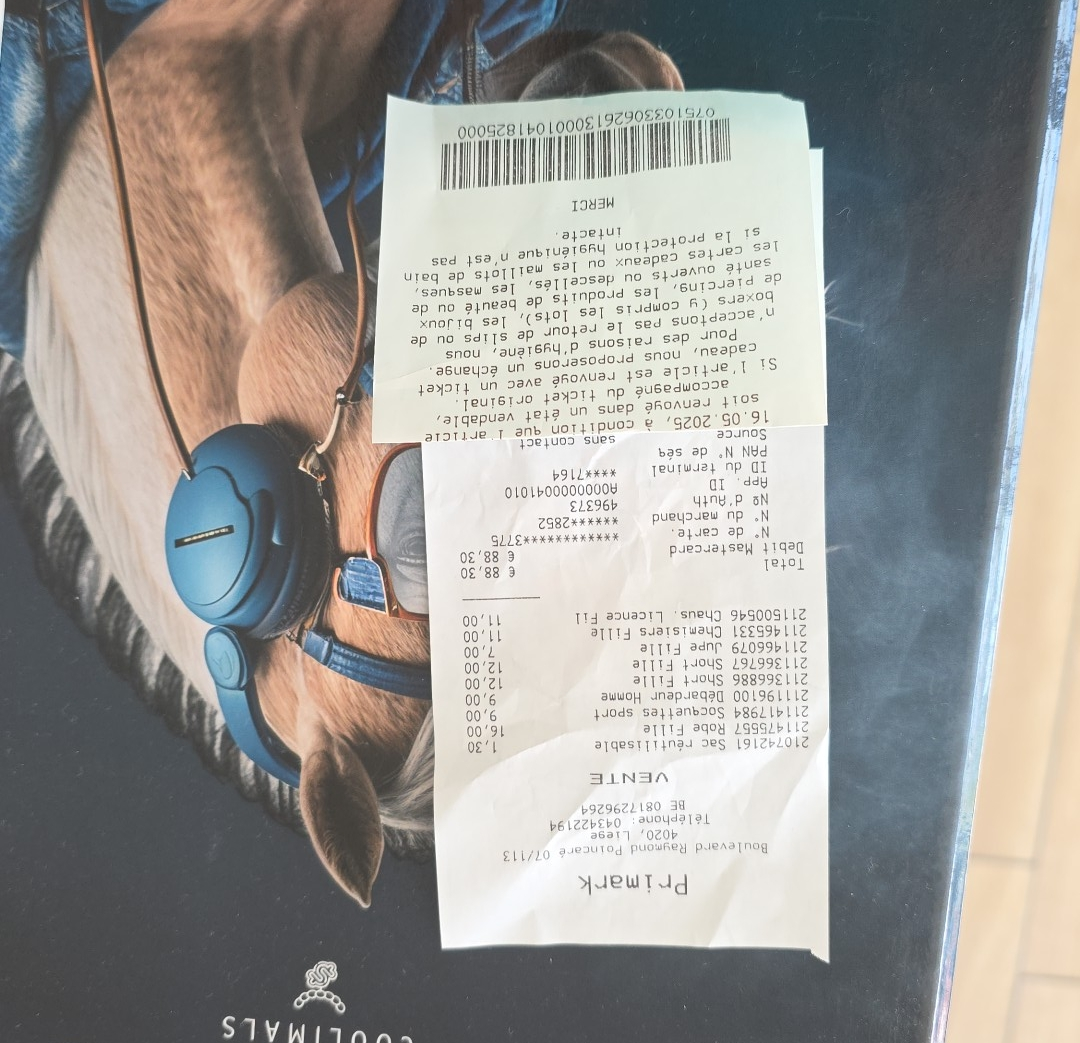 Primark
Boulevard Raymond Poincaré 07/113
4020, Liege
Téléphone: 043422194
BE 0817296264
VENTE
210742161 Sac réutilisable 1,30
211475557 Robe Fille 16,00
211417984 Socquettes sport 9,00
211196100 Débardeur Homme 9,00
211366886 Short Fille 12,00
211366767 Short Fille 12,00
211466079 Jupe Fille 7,00
211465331 Chemisiers Fille 11,00
211500546 Chaus. Licence Fil 11,00
Total € 88,30
Debit Mastercard € 88,30
N° de carte. **************3775
N° du marchand *******2852
Nº d'Auth 496373
App. ID A0000000041010
ID du terminal ****7164
PAN N° de séq
Source sans contact
16.05.2025, à condition que l'article
soit renvoyé dans un état vendable,
accompagné du ticket original.
Si l'article est renvoyé avec un ticket
cadeau, nous proposerons un échange.
Pour des raisons d'hygiène, nous
n'acceptons pas le retour de slips ou de
boxers (y compris les lots), les bijoux
de piercing, les produits de beauté ou de
santé ouverts ou descellés, les masques,
les cartes cadeaux ou les maillots de bain
si la protection hygiénique n'est pas
intacte.
MERCI
07510330626130001041825000
COOLIMALS